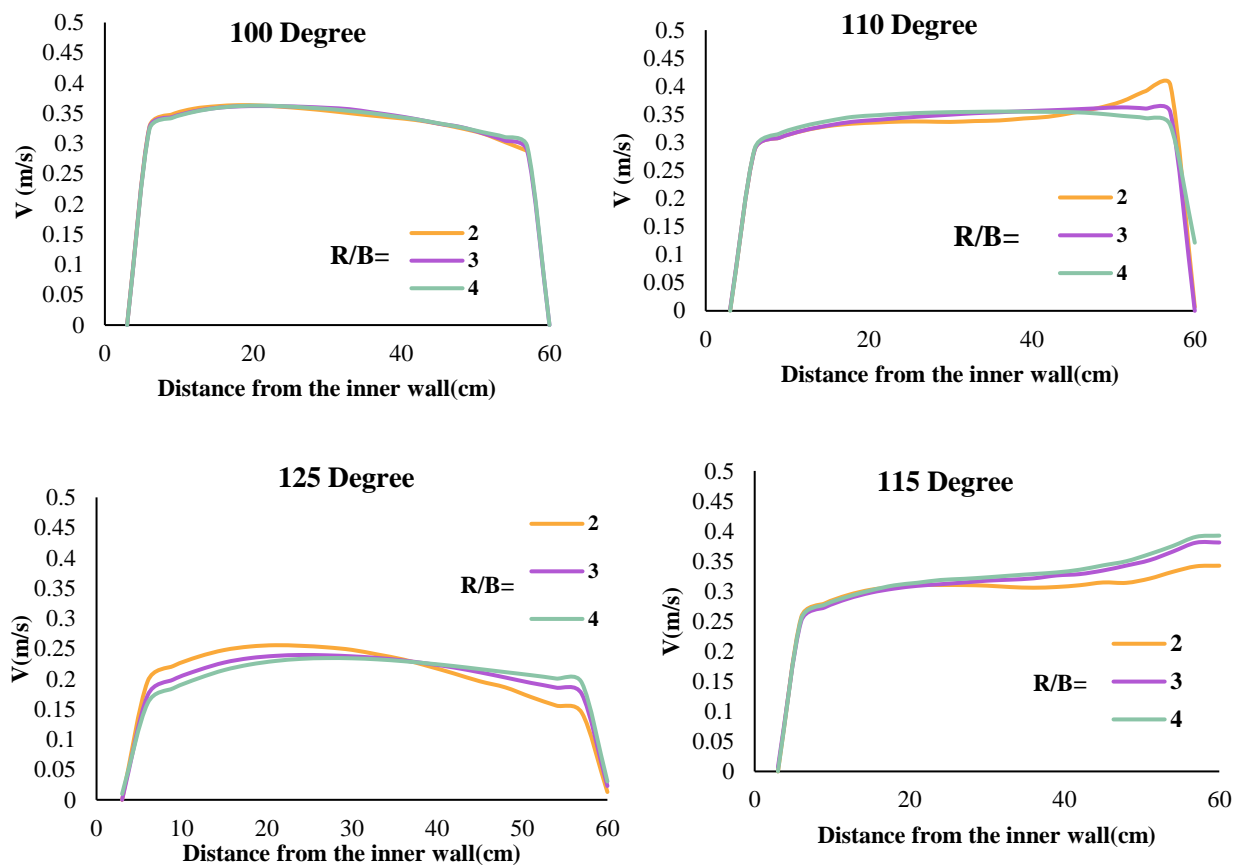 100 Degree
0.5
0.45
0.4
0.35
0.3
0.25
0.2
0.15
0.1
0.05
0
V (m/s)
R/B=
2
3
4
0 20 40 60
Distance from the inner wall(cm)
110 Degree
0.5
0.45
0.4
0.35
0.3
0.25
0.2
0.15
0.1
0.05
0
V (m/s)
R/B=
2
3
4
0 20 40 60
Distance from the inner wall(cm)
125 Degree
0.5
0.45
0.4
0.35
0.3
0.25
0.2
0.15
0.1
0.05
0
V(m/s)
R/B=
2
3
4
0 10 20 30 40 50 60
Distance from the inner wall(cm)
115 Degree
0.5
0.45
0.4
0.35
0.3
0.25
0.2
0.15
0.1
0.05
0
V(m/s)
R/B=
2
3
4
0 20 40 60
Distance from the inner wall(cm)